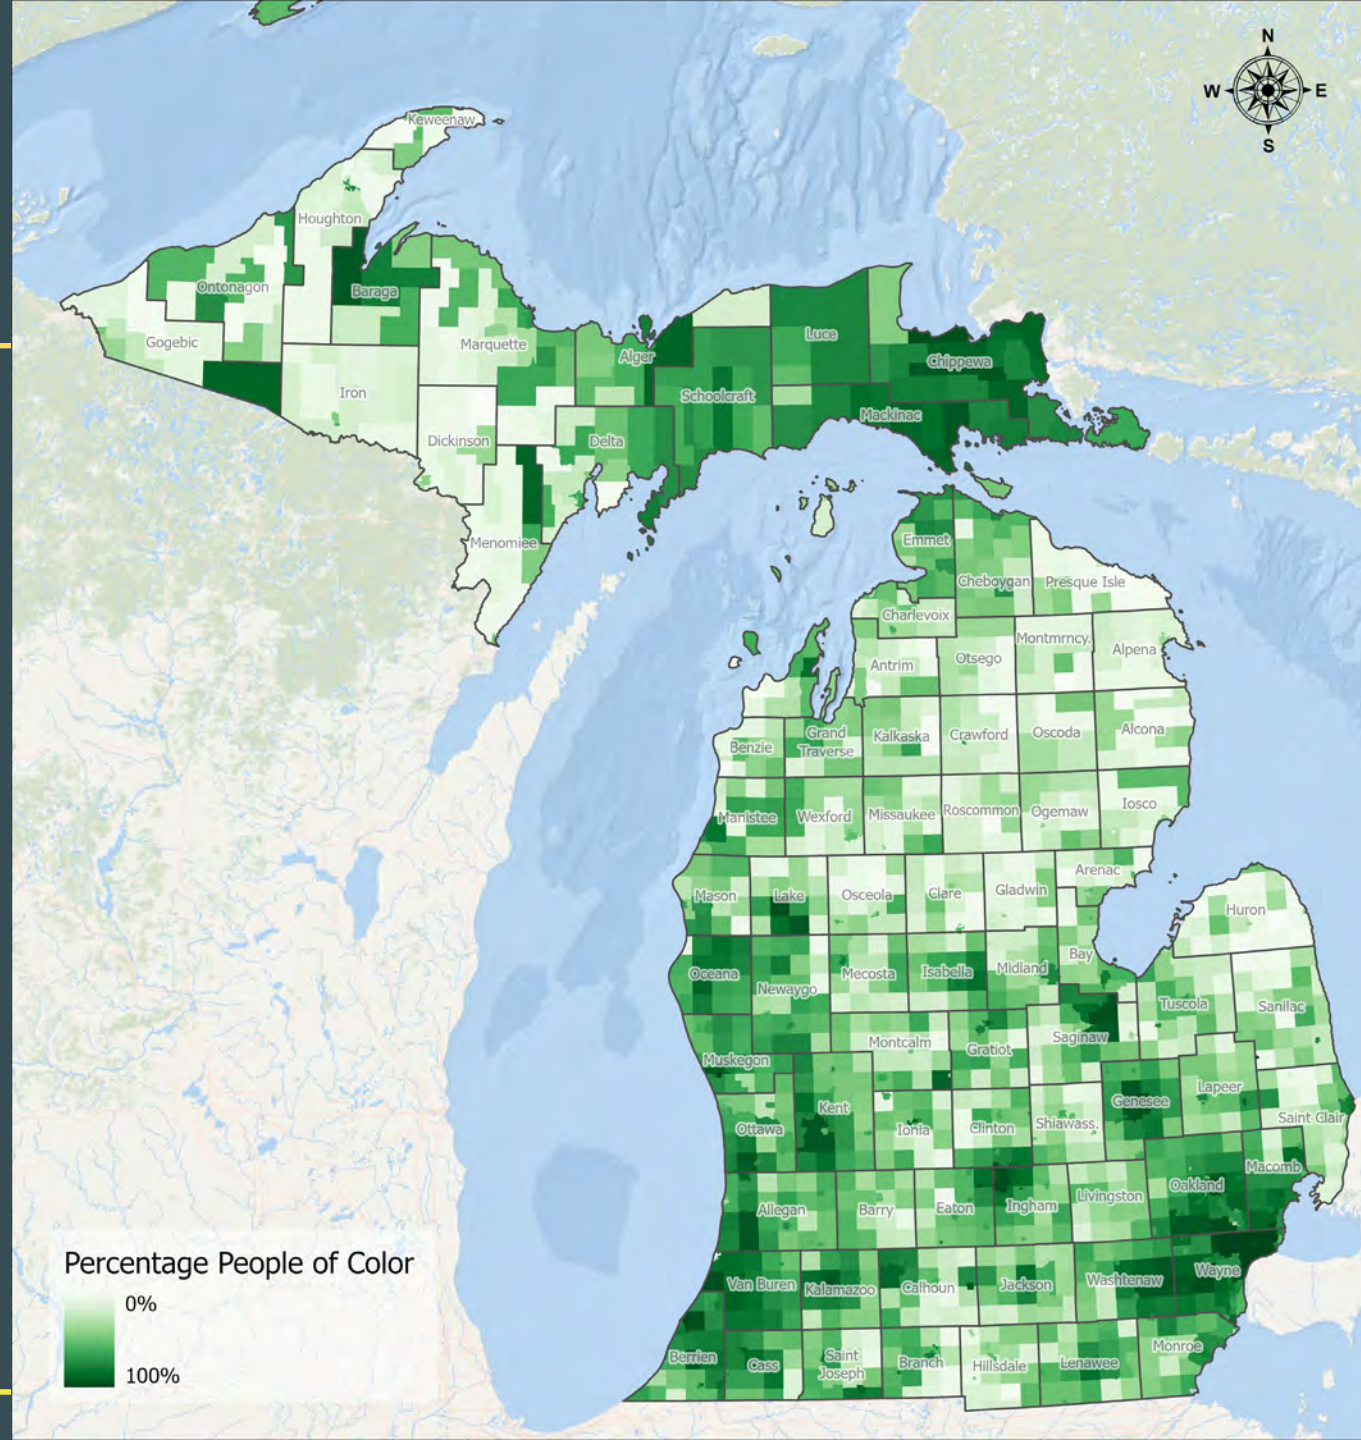 N
W E
S
Keweenaw
Houghton
Ontonagon
Baraga
Gogebic
Marquette
Iron
Dickinson
Menomiee
Delta
Alger
Schoolcraft
Luce
Chippewa
Mackinac
Emmet
Cheboygan
Presque Isle
Charlevoix
Antrim
Otsego
Montmrncy.
Alpena
Benzie
Grand
Traverse
Kalkaska
Crawford
Oscoda
Alcona
Manistee
Wexford
Missaukee
Roscommon
Ogemaw
Iosco
Mason
Lake
Osceola
Clare
Gladwin
Arenac
Huron
Oceana
Newaygo
Mecosta
Isabella
Midland
Bay
Tuscola
Sanilac
Muskegon
Montcalm
Gratiot
Saginaw
Kent
Ottawa
Ionia
Clinton
Shiawass.
Genesee
Lapeer
Saint Clair
Allegan
Barry
Eaton
Ingham
Livingston
Oakland
Macomb
Van Buren
Kalamazoo
Calhoun
Jackson
Washtenaw
Wayne
Berrien
Cass
Saint
Joseph
Branch
Hillsdale
Lenawee
Monroe
Percentage People of Color
0%
100%